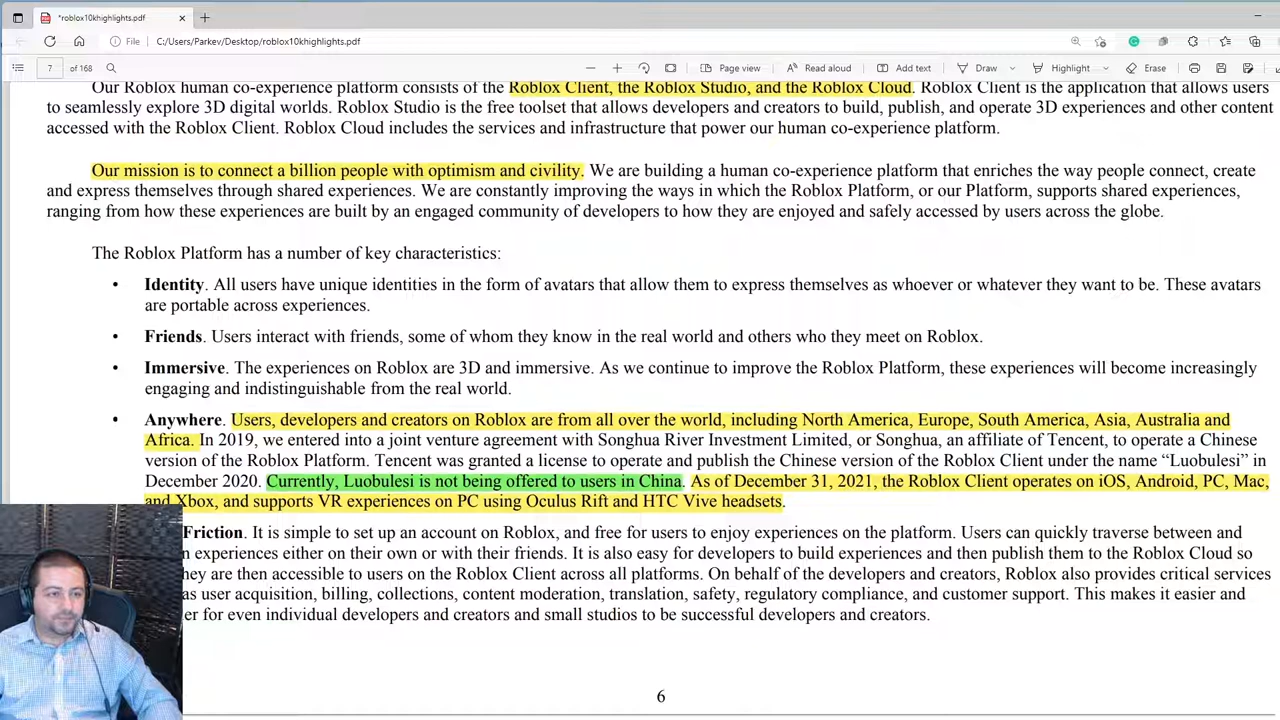 *roblox10khighlights.pdf
File C:/Users/Parkev/Desktop/roblox10khighlights.pdf
7 of 168 Page view Read aloud Add text Draw Highlight Erase
Our Roblox human co-experience platform consists of the Roblox Client, the Roblox Studio, and the Roblox Cloud. Roblox Client is the application that allows users
to seamlessly explore 3D digital worlds. Roblox Studio is the free toolset that allows developers and creators to build, publish, and operate 3D experiences and other content
accessed with the Roblox Client. Roblox Cloud includes the services and infrastructure that power our human co-experience platform.
Our mission is to connect a billion people with optimism and civility. We are building a human co-experience platform that enriches the way people connect, create
and express themselves through shared experiences. We are constantly improving the ways in which the Roblox Platform, or our Platform, supports shared experiences,
ranging from how these experiences are built by an engaged community of developers to how they are enjoyed and safely accessed by users across the globe.
The Roblox Platform has a number of key characteristics:
• Identity. All users have unique identities in the form of avatars that allow them to express themselves as whoever or whatever they want to be. These avatars
are portable across experiences.
• Friends. Users interact with friends, some of whom they know in the real world and others who they meet on Roblox.
• Immersive. The experiences on Roblox are 3D and immersive. As we continue to improve the Roblox Platform, these experiences will become increasingly
engaging and indistinguishable from the real world.
• Anywhere. Users, developers and creators on Roblox are from all over the world, including North America, Europe, South America, Asia, Australia and
Africa. In 2019, we entered into a joint venture agreement with Songhua River Investment Limited, or Songhua, an affiliate of Tencent, to operate a Chinese
version of the Roblox Platform. Tencent was granted a license to operate and publish the Chinese version of the Roblox Client under the name “Luobulesi” in
December 2020. Currently, Luobulesi is not being offered to users in China. As of December 31, 2021, the Roblox Client operates on iOS, Android, PC, Mac,
and Xbox, and supports VR experiences on PC using Oculus Rift and HTC Vive headsets.
Friction. It is simple to set up an account on Roblox, and free for users to enjoy experiences on the platform. Users can quickly traverse between and
n experiences either on their own or with their friends. It is also easy for developers to build experiences and then publish them to the Roblox Cloud so
hey are then accessible to users on the Roblox Client across all platforms. On behalf of the developers and creators, Roblox also provides critical services
as user acquisition, billing, collections, content moderation, translation, safety, regulatory compliance, and customer support. This makes it easier and
er for even individual developers and creators and small studios to be successful developers and creators.
6